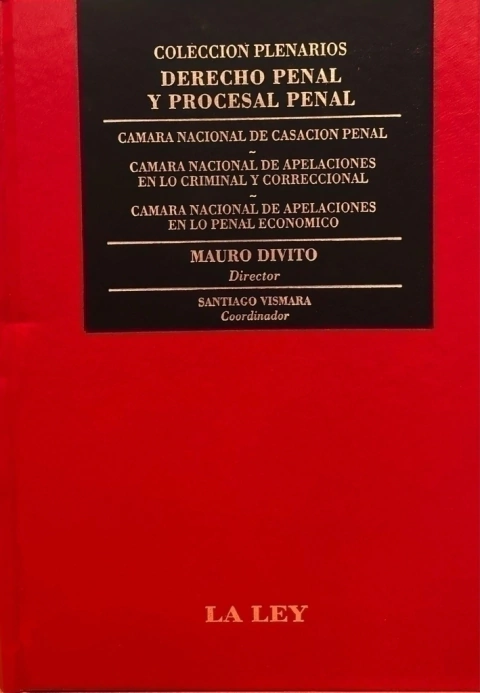 COLECCION PLENARIOS
DERECHO PENAL
Y PROCESAL PENAL
CAMARA NACIONAL DE CASACION PENAL
~
CAMARA NACIONAL DE APELACIONES
EN LO CRIMINAL Y CORRECCIONAL
~
CAMARA NACIONAL DE APELACIONES
EN LO PENAL ECONOMICO
MAURO DIVITO
Director
SANTIAGO VISMARA
Coordinador
LA LEY